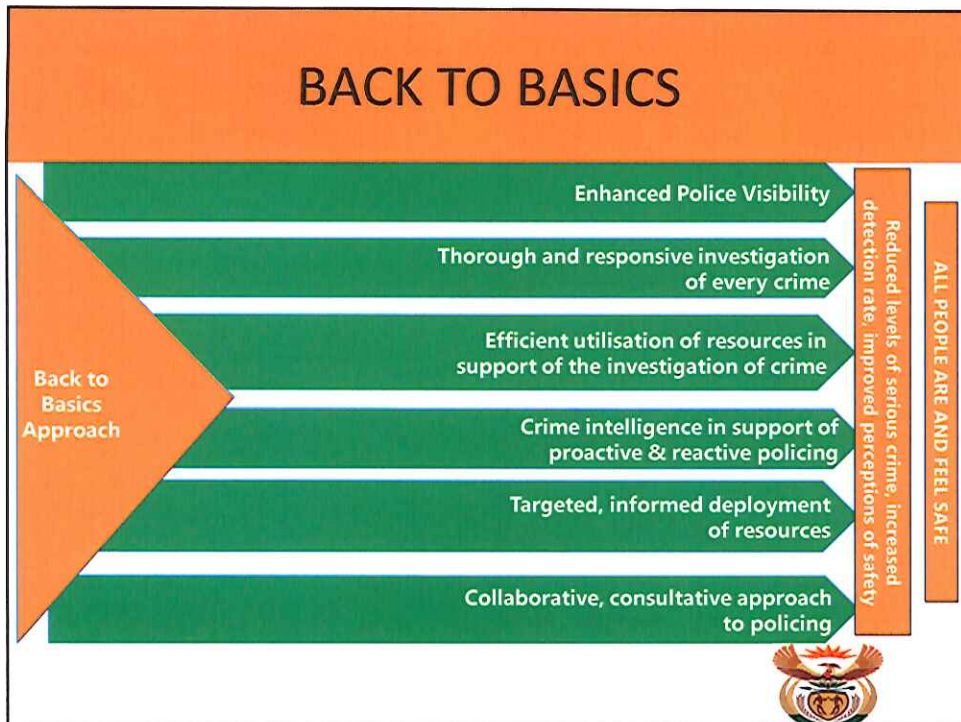 BACK TO BASICS
Back to
Basics
Approach
Enhanced Police Visibility
Thorough and responsive investigation
of every crime
Efficient utilisation of resources in
support of the investigation of crime
Crime intelligence in support of
proactive & reactive policing
Targeted, informed deployment
of resources
Collaborative, consultative approach
to policing
Reduced levels of serious crime, increased
detection rate, improved perceptions of safety
ALL PEOPLE ARE AND FEEL SAFE